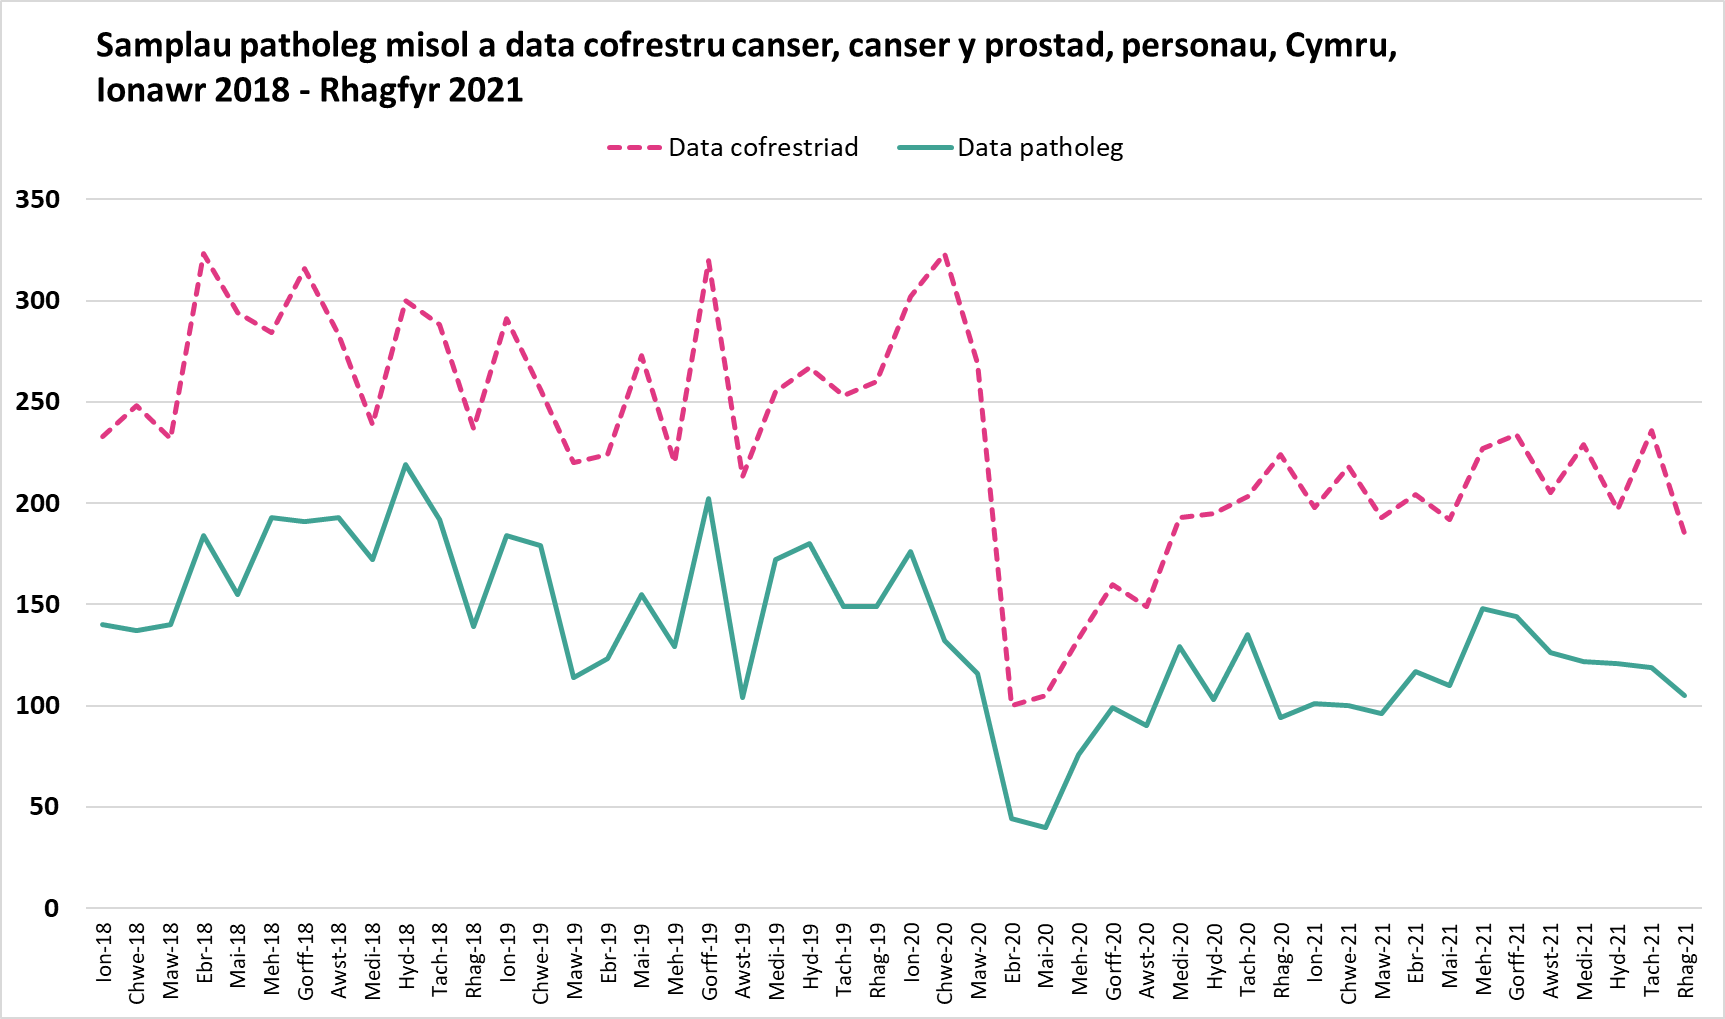 Samplau patholeg misol a data cofrestru canser, canser y prostad, personau, Cymru,
Ionawr 2018 - Rhagfyr 2021
Data cofrestriad
Data patholeg
350
300
250
200
150
100
50
0
Ion-18
Chwe-18
Maw-18
Ebr-18
Mai-18
Meh-18
Gorff-18
Awst-18
Medi-18
Hyd-18
Tach-18
Rhag-18
Ion-19
Chwe-19
Maw-19
Ebr-19
Mai-19
Meh-19
Gorff-19
Awst-19
Medi-19
Hyd-19
Tach-19
Rhag-19
Ion-20
Chwe-20
Maw-20
Ebr-20
Mai-20
Meh-20
Gorff-20
Awst-20
Medi-20
Hyd-20
Tach-20
Rhag-20
Ion-21
Chwe-21
Maw-21
Ebr-21
Mai-21
Meh-21
Gorff-21
Awst-21
Medi-21
Hyd-21
Tach-21
Rhag-21